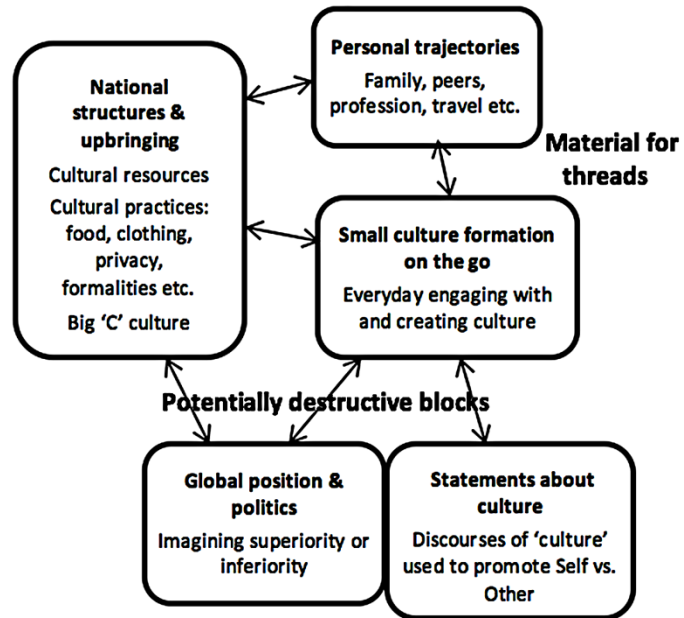 Personal trajectories
Family, peers,
profession, travel etc.
National
structures &
upbringing
Cultural resources
Cultural practices:
food, clothing,
privacy,
formalities etc.
Big ‘C’ culture
Material for
threads
Small culture formation
on the go
Everyday engaging with
and creating culture
Potentially destructive blocks
Global position &
politics
Imagining superiority or
inferiority
Statements about
culture
Discourses of ‘culture’
used to promote Self vs.
Other